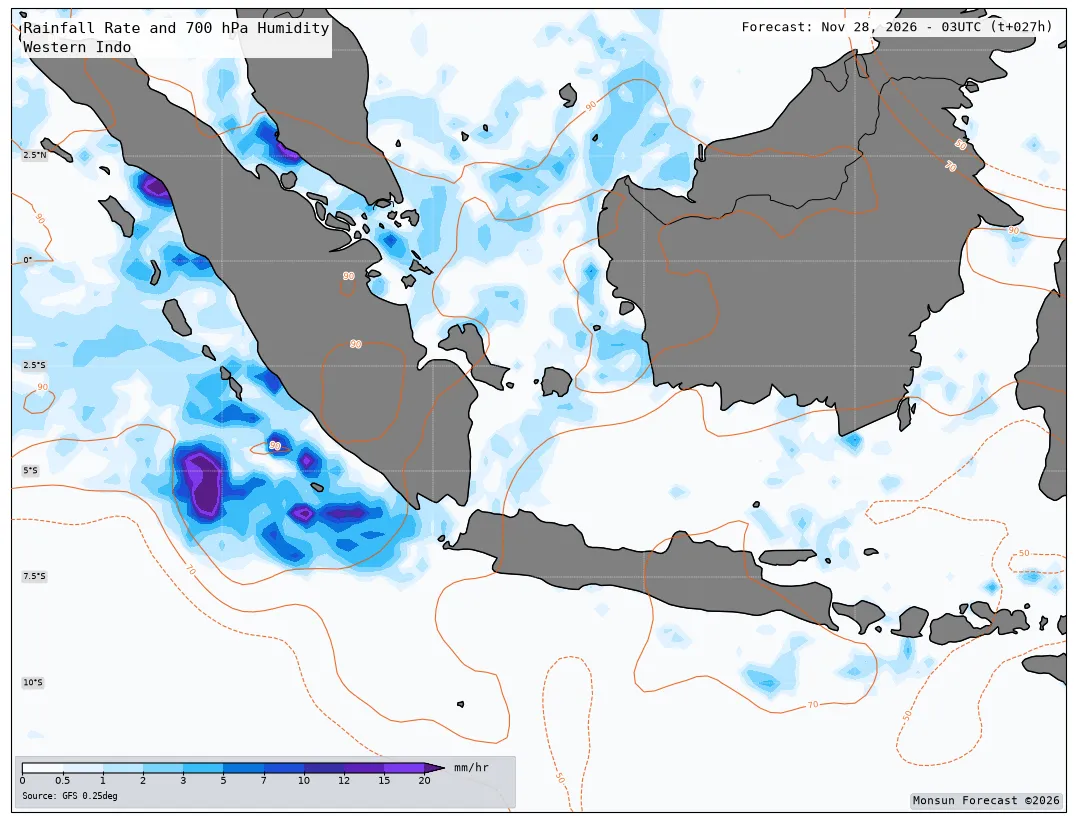 Rainfall Rate and 700 hPa Humidity
Western Indo
Forecast: Nov 28, 2026 - 03UTC (t+027h)
90
50
70
2.5°N
90
90
0°
90
90
2.5°S
90
90
5°S
50
70
7.5°S
10°S
70
50
50
0 0.5 1 2 3 5 7 10 12 15 20 mm/hr
Source: GFS 0.25deg
Monsun Forecast ©2026